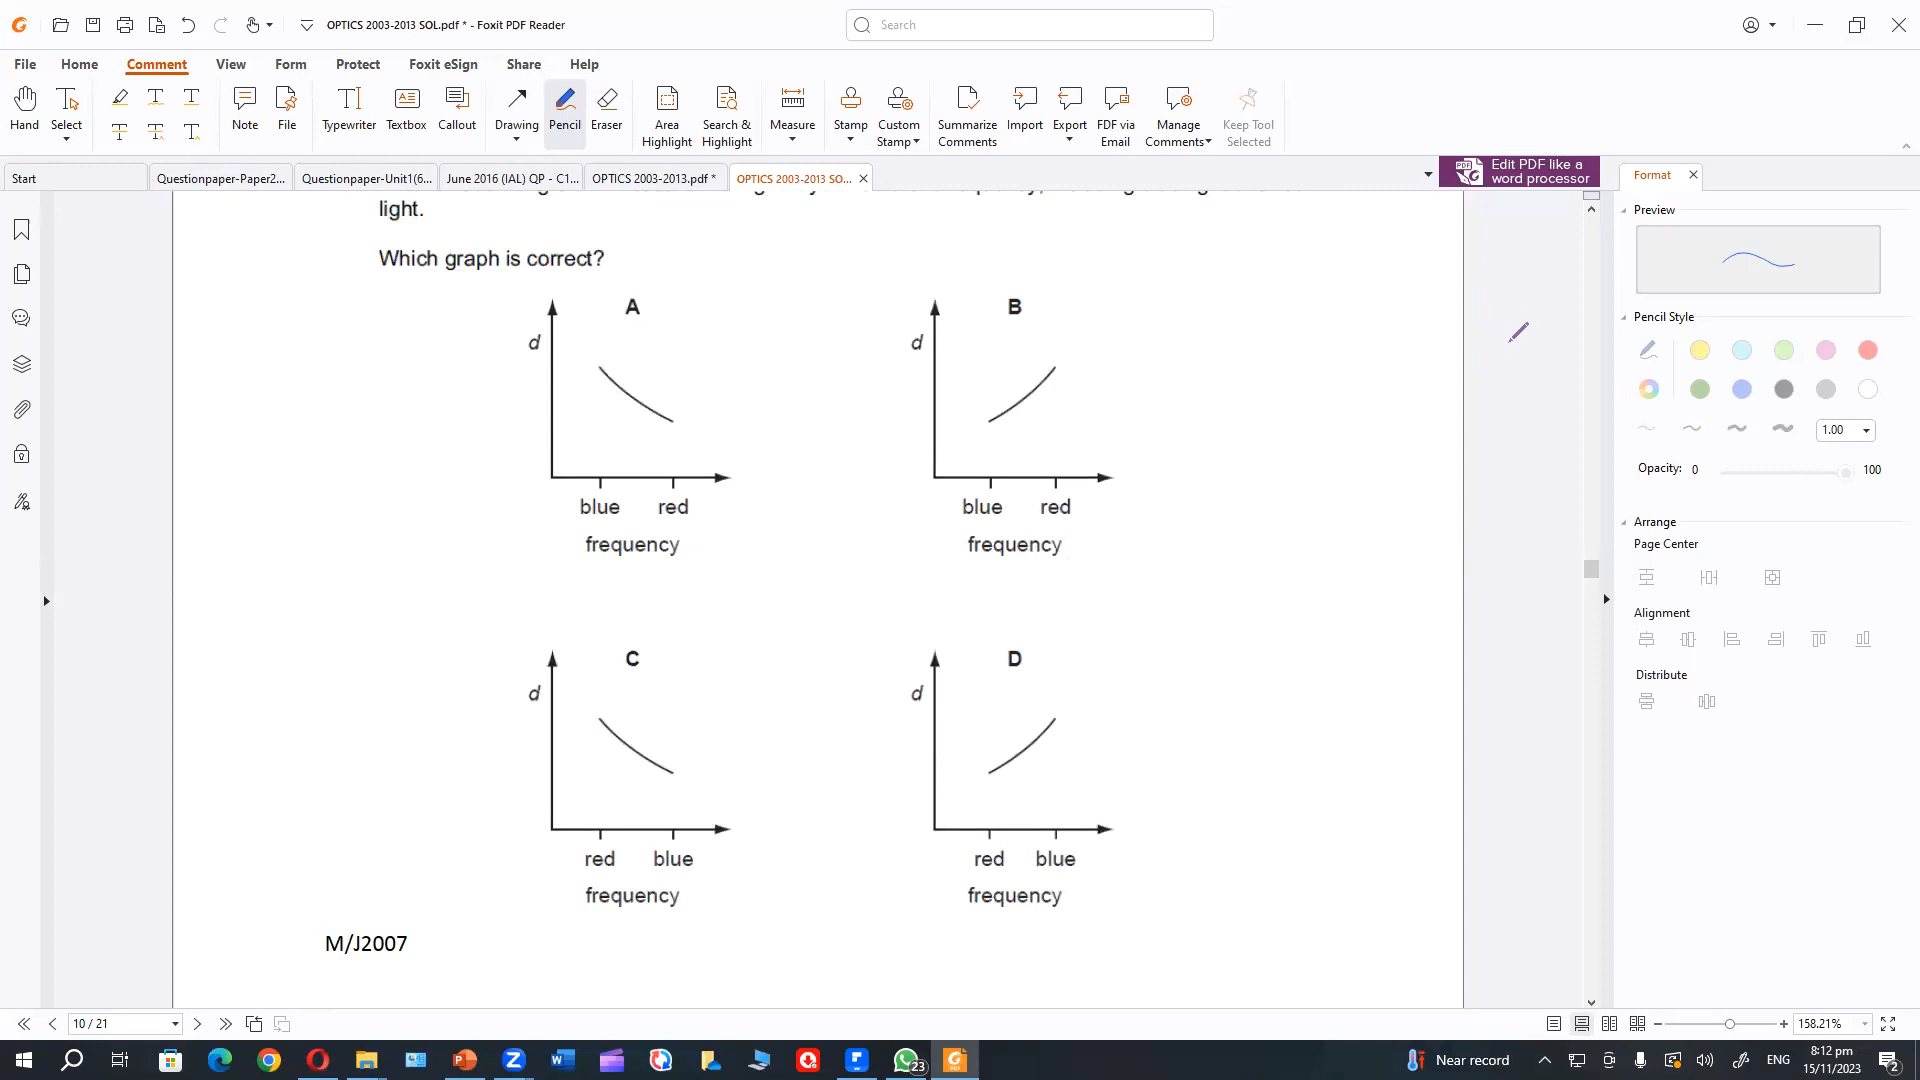 OPTICS 2003-2013 SOL.pdf * - Foxit PDF Reader
Search
File Home Comment View Form Protect Foxit eSign Share Help
Hand Select Note File Typewriter Textbox Callout Drawing Pencil Eraser Area Highlight Search & Highlight Measure Stamp Custom Stamp Summarize Comments Import Export FDF via Email Manage Comments Keep Tool Selected
Start Questionpaper-Paper2... Questionpaper-Unit1(6... June 2016 (IAL) QP - C1... OPTICS 2003-2013.pdf * OPTICS 2003-2013 SO...
Edit PDF like a
word processor
Format
light.
Which graph is correct?
A B
d d
blue red blue red
frequency frequency
C D
d d
red blue red blue
frequency frequency
M/J2007
Preview
Pencil Style
1.00
Opacity: 0 100
Arrange
Page Center
Alignment
Distribute
10 / 21
158.21%
23
Near record
ENG
8:12 pm
15/11/2023
2